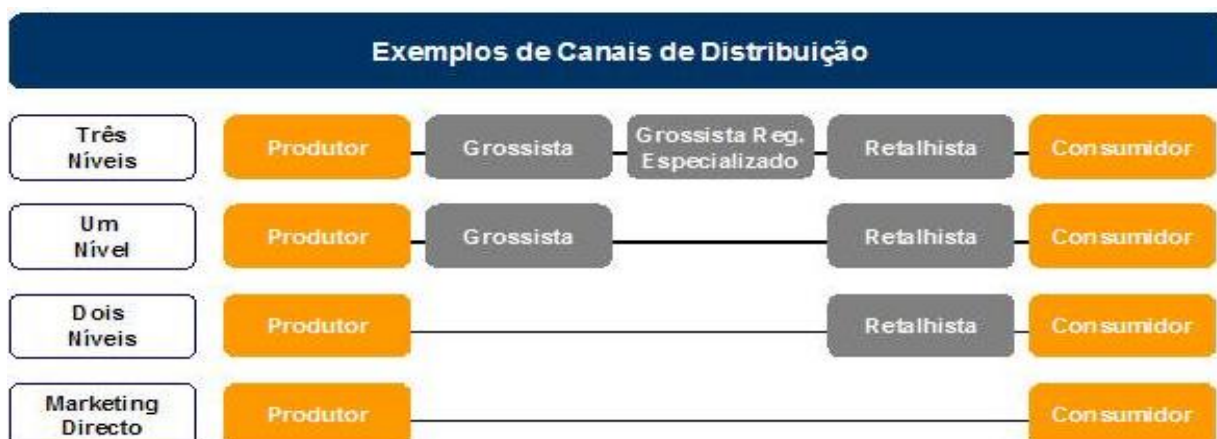 Exemplos de Canais de Distribuição
Três
Níveis
Produtor
Grossista
Grossista Reg.
Especializado
Retalhista
Consumidor
Um
Nível
Produtor
Grossista
Retalhista
Consumidor
Dois
Níveis
Produtor
Retalhista
Consumidor
Marketing
Directo
Produtor
Consumidor